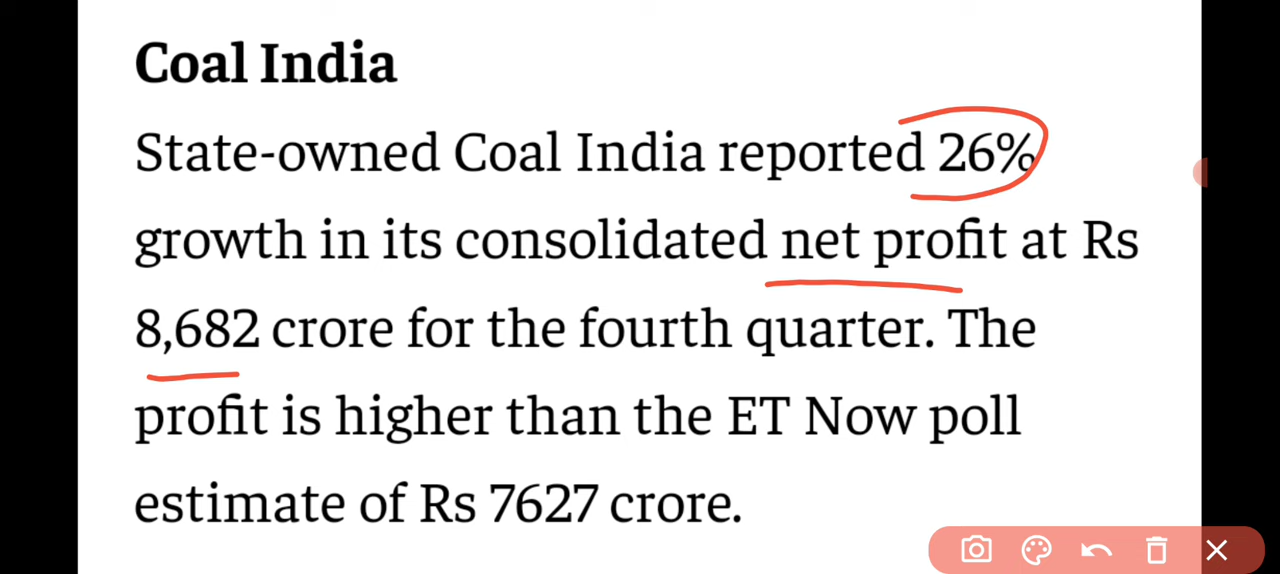 Coal India
State-owned Coal India reported 26%
growth in its consolidated net profit at Rs
8,682 crore for the fourth quarter. The
profit is higher than the ET Now poll
estimate of Rs 7627 crore.